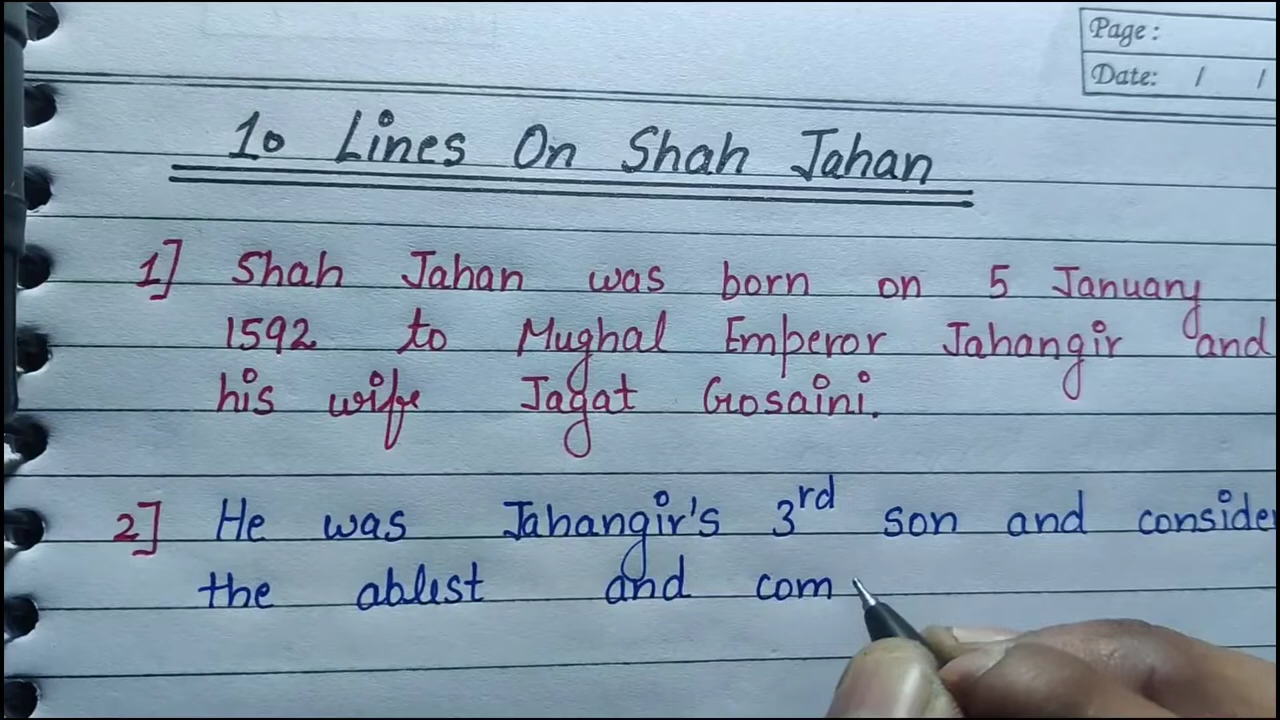 Page:
Date: / /
10 Lines On Shah Jahan
1] Shah Jahan was born on 5 January
1592 to Mughal Emperor Jahangir and
his wife Jagat Gosaini.
2] He was Jahangir's 3rd son and conside
the ablest and com